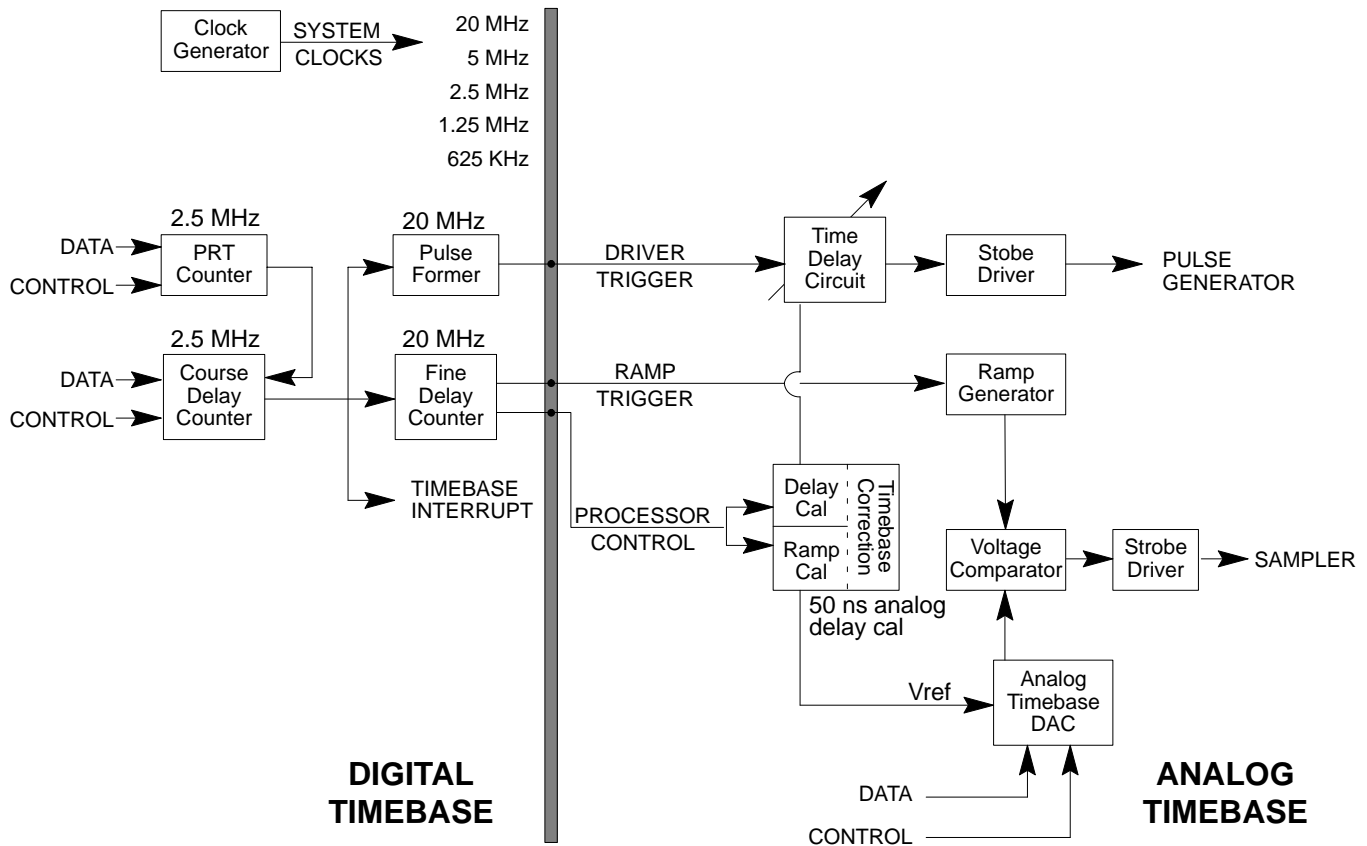 Clock
Generator
SYSTEM
CLOCKS
20 MHz
5 MHz
2.5 MHz
1.25 MHz
625 KHz
2.5 MHz
DATA
CONTROL
PRT
Counter
20 MHz
Pulse
Former
DRIVER
TRIGGER
Time
Delay
Circuit
Stobe
Driver
PULSE
GENERATOR
2.5 MHz
DATA
CONTROL
Course
Delay
Counter
20 MHz
Fine
Delay
Counter
RAMP
TRIGGER
Ramp
Generator
TIMEBASE
INTERRUPT
PROCESSOR
CONTROL
Delay
Cal
Ramp
Cal
Timebase
Correction
50 ns analog
delay cal
Voltage
Comparator
Strobe
Driver
SAMPLER
Vref
Analog
Timebase
DAC
DATA
CONTROL
DIGITAL
TIMEBASE
ANALOG
TIMEBASE